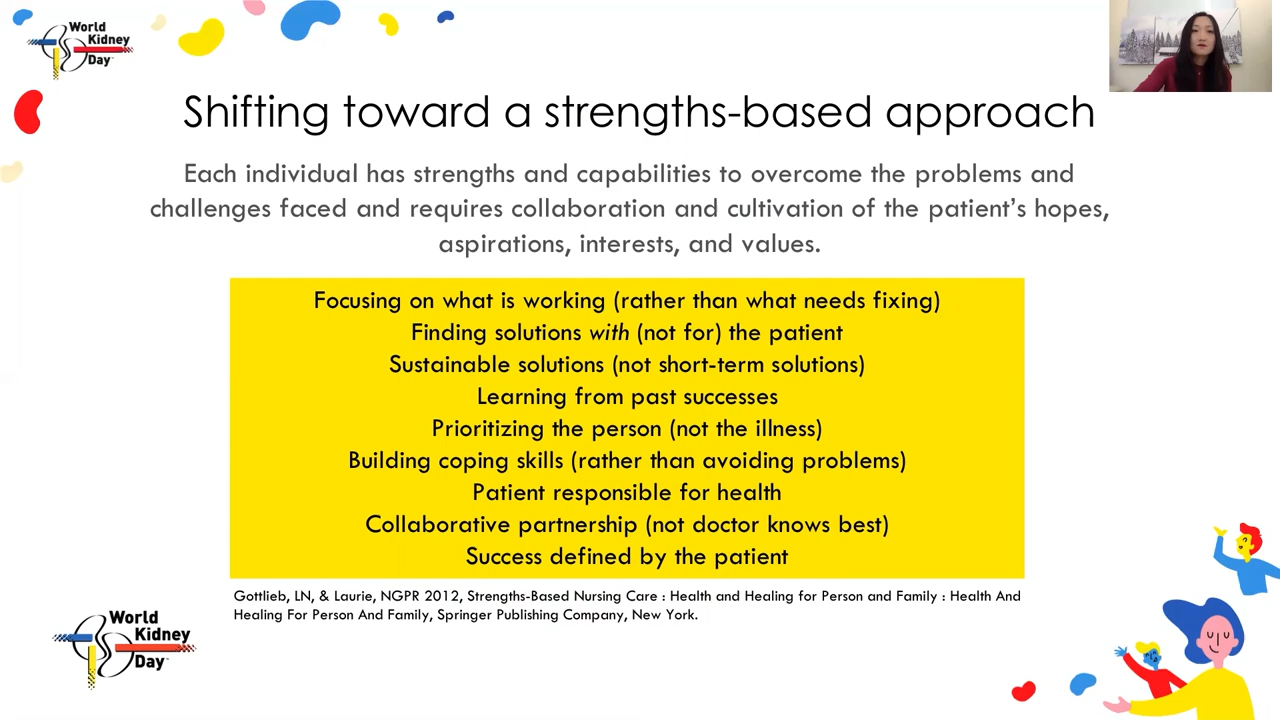 World
Kidney
Day
Shifting toward a strengths-based approach
Each individual has strengths and capabilities to overcome the problems and
challenges faced and requires collaboration and cultivation of the patient’s hopes,
aspirations, interests, and values.
Focusing on what is working (rather than what needs fixing)
Finding solutions with (not for) the patient
Sustainable solutions (not short-term solutions)
Learning from past successes
Prioritizing the person (not the illness)
Building coping skills (rather than avoiding problems)
Patient responsible for health
Collaborative partnership (not doctor knows best)
Success defined by the patient
Gottlieb, LN, & Laurie, NGPR 2012, Strengths-Based Nursing Care : Health and Healing for Person and Family : Health And
Healing For Person And Family, Springer Publishing Company, New York.
World
Kidney
Day